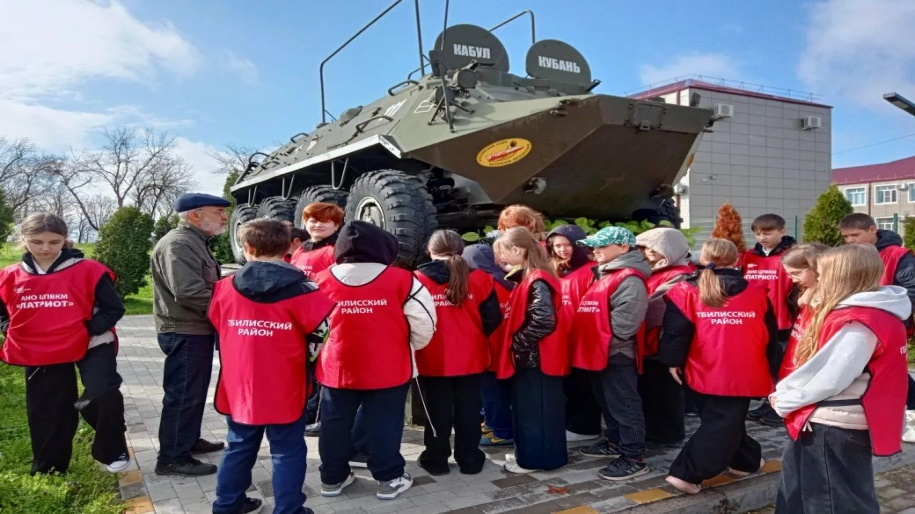 КАБУЛ
КУБАНЬ
АНО ЦПВКМ
«ПАТРИОТ»
ТБИЛИССКИЙ
РАЙОН
ТБИЛИССКИЙ
РАЙОН
ТБИЛИССКИЙ
РАЙОН